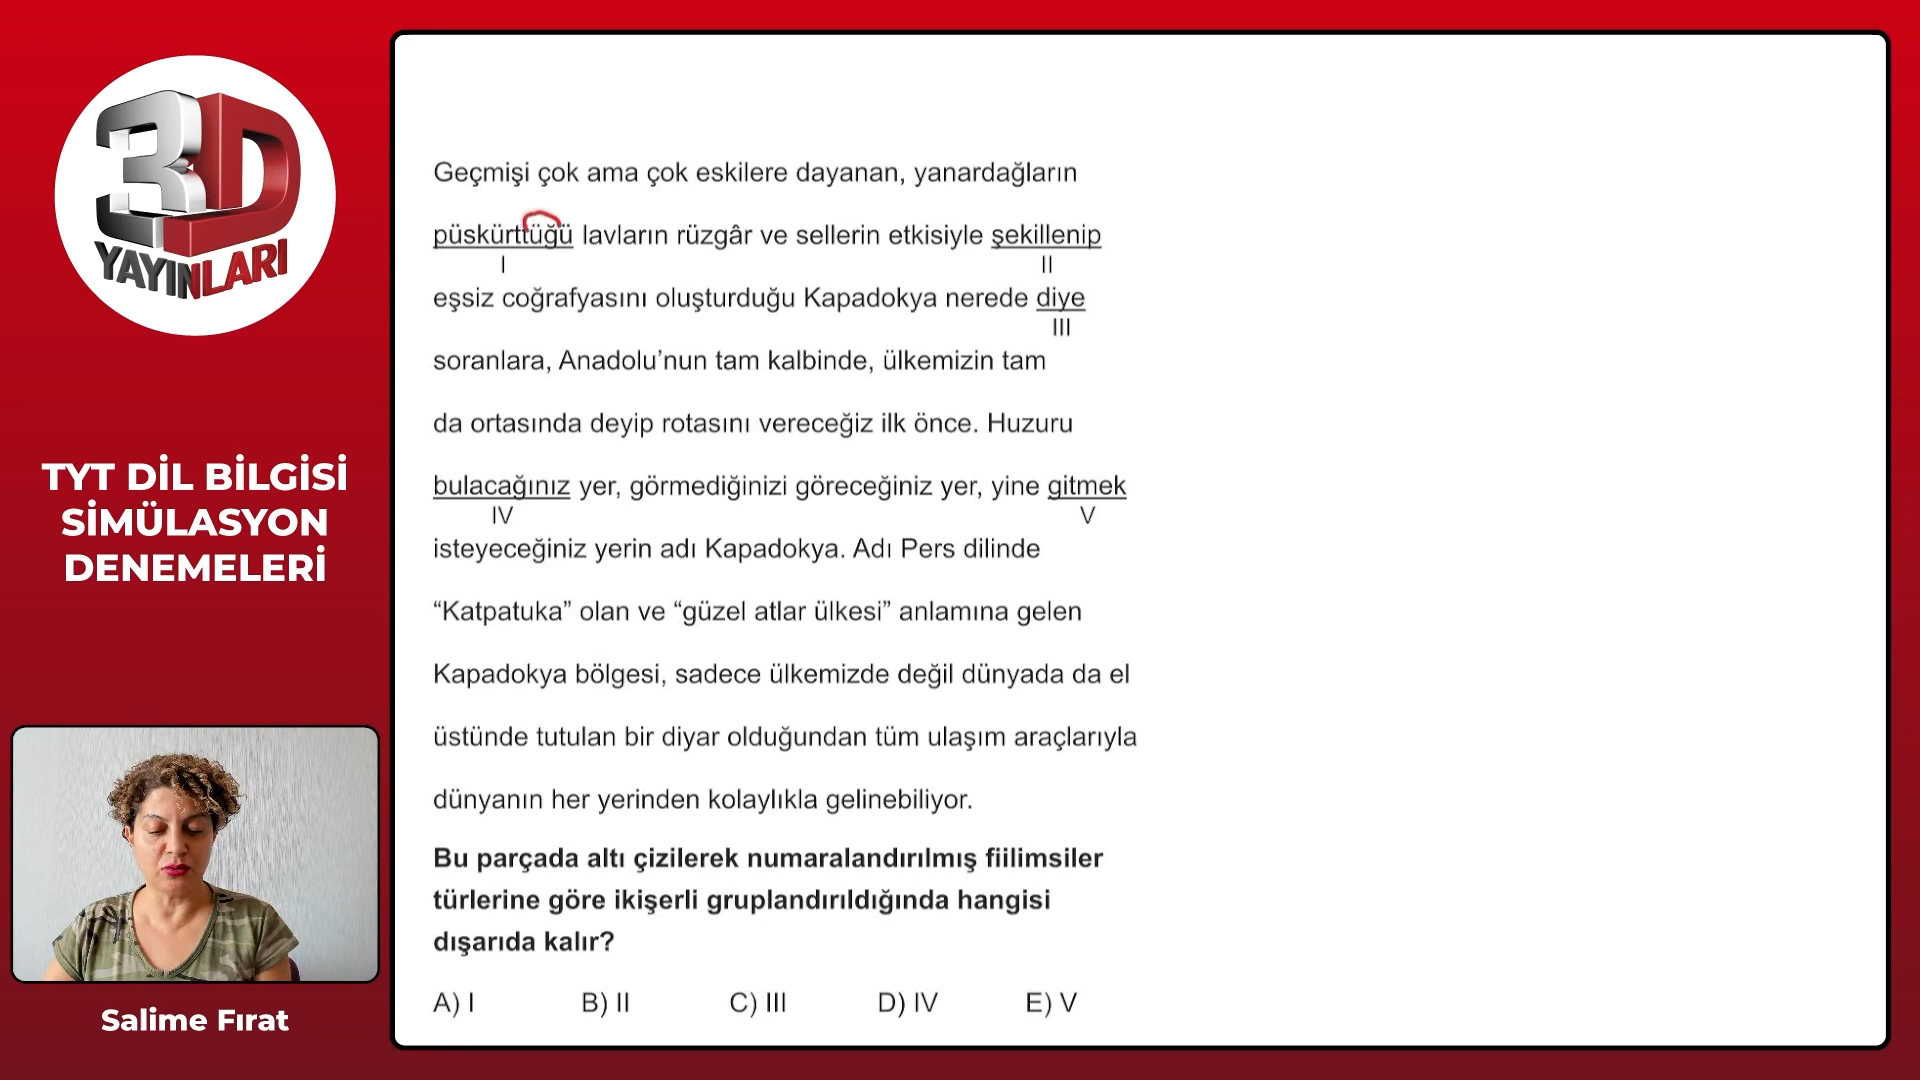 3D
YAYINLARI
TYT DİL BİLGİSİ
SİMÜLASYON
DENEMELERİ
Salime Fırat
Geçmişi çok ama çok eskilere dayanan, yanardağların
püskürttüğü lavların rüzgâr ve sellerin etkisiyle şekillenip
I II
eşsiz coğrafyasını oluşturduğu Kapadokya nerede diye
III
soranlara, Anadolu’nun tam kalbinde, ülkemizin tam
da ortasında deyip rotasını vereceğiz ilk önce. Huzuru
bulacağınız yer, görmediğinizi göreceğiniz yer, yine gitmek
IV V
isteyeceğiniz yerin adı Kapadokya. Adı Pers dilinde
“Katpatuka” olan ve “güzel atlar ülkesi” anlamına gelen
Kapadokya bölgesi, sadece ülkemizde değil dünyada da el
üstünde tutulan bir diyar olduğundan tüm ulaşım araçlarıyla
dünyanın her yerinden kolaylıkla gelinebiliyor.
Bu parçada altı çizilerek numaralandırılmış fiilimsiler
türlerine göre ikişerli gruplandırıldığında hangisi
dışarıda kalır?
A) I B) II C) III D) IV E) V